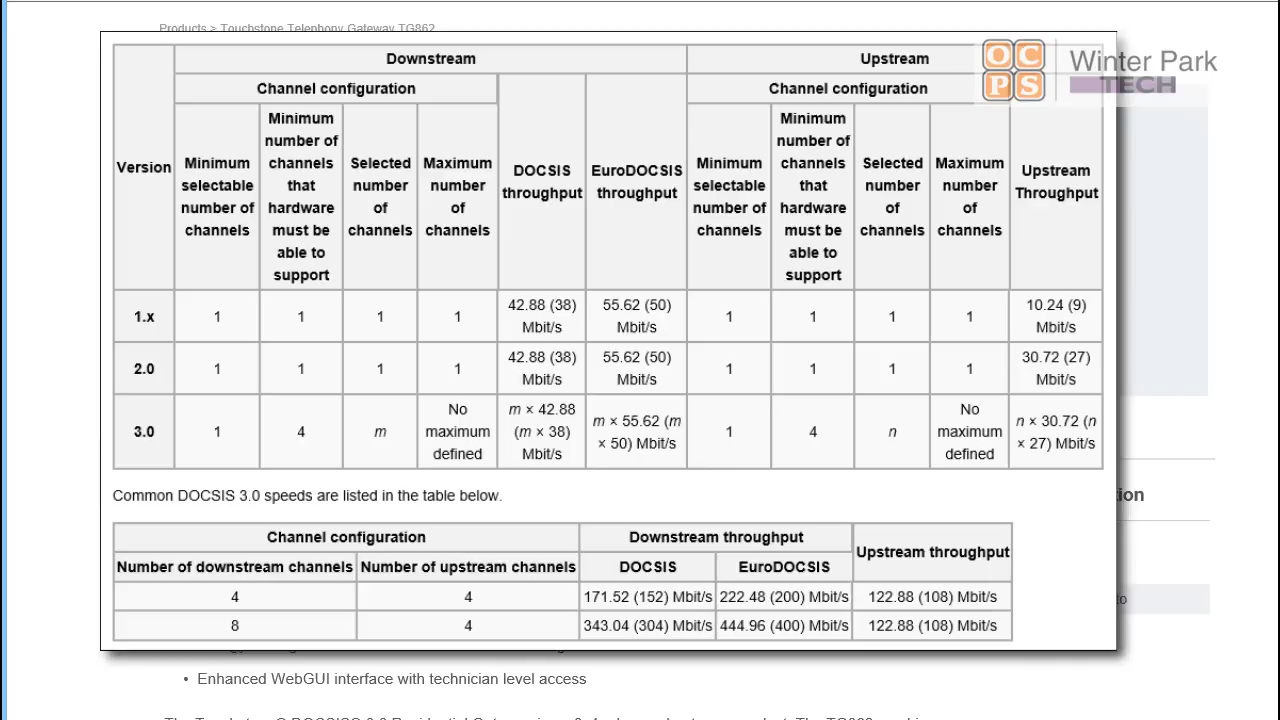 Products > Touchstone Telephony Gateway TG862
OC
PS
Winter Park
TECH
Downstream
Upstream
Channel configuration
Channel configuration
Version
Minimum
selectable
number of
channels
Minimum
number of
channels
that
hardware
must be
able to
support
Selected
number
of
channels
Maximum
number
of
channels
DOCSIS
throughput
EuroDOCSIS
throughput
Minimum
selectable
number of
channels
Minimum
number of
channels
that
hardware
must be
able to
support
Selected
number
of
channels
Maximum
number
of
channels
Upstream
Throughput
1.x
1
1
1
1
42.88 (38)
Mbit/s
55.62 (50)
Mbit/s
1
1
1
1
10.24 (9)
Mbit/s
2.0
1
1
1
1
42.88 (38)
Mbit/s
55.62 (50)
Mbit/s
1
1
1
1
30.72 (27)
Mbit/s
3.0
1
4
m
No
maximum
defined
m × 42.88
(m × 38)
Mbit/s
m × 55.62 (m
× 50) Mbit/s
1
4
n
No
maximum
defined
n × 30.72 (n
× 27) Mbit/s
Common DOCSIS 3.0 speeds are listed in the table below.
tion
Channel configuration
Downstream throughput
Upstream throughput
Number of downstream channels
Number of upstream channels
DOCSIS
EuroDOCSIS
4
4
171.52 (152) Mbit/s
222.48 (200) Mbit/s
122.88 (108) Mbit/s
to
8
4
343.04 (304) Mbit/s
444.96 (400) Mbit/s
122.88 (108) Mbit/s
• Enhanced WebGUI interface with technician level access